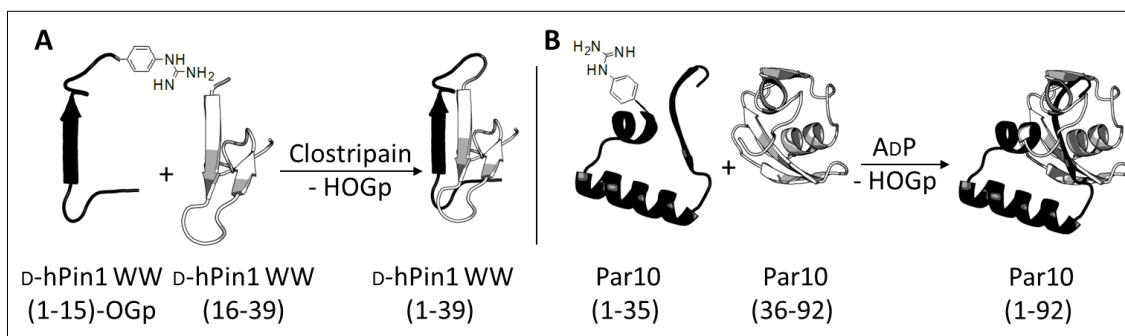 A
NH
NH₂
HN
+
Clostripain
- HOGp
D-hPin1 WW
(1-15)-OGp
D-hPin1 WW
(16-39)
D-hPin1 WW
(1-39)
B
H₂N
NH
HN
+
ADP
- HOGp
Par10
(1-35)
Par10
(36-92)
Par10
(1-92)